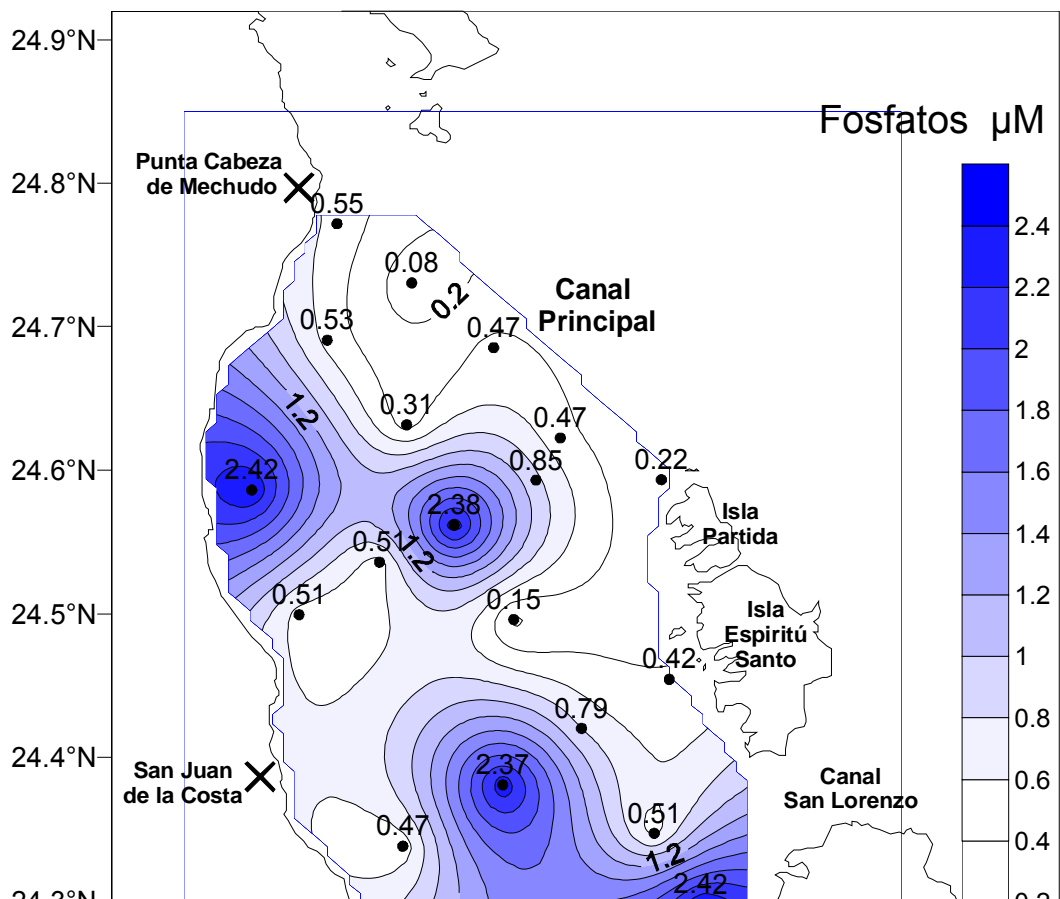 24.9°N
Fosfatos µM
Punta Cabeza
de Mechudo
24.8°N
0.55
2.4
0.08
2.2
0.2
Canal
Principal
24.7°N
0.53
0.47
2
0.31
1.2
1.8
0.47
0.85
0.22
24.6°N
2.42
1.6
2.38
Isla
Partida
1.4
0.51
1.2
0.51
1.2
24.5°N
0.15
Isla
Espiritú
Santo
1
0.42
0.79
0.8
24.4°N
2.37
0.6
San Juan
de la Costa
Canal
San Lorenzo
0.51
0.47
0.4
1.2
2.42
24.3°N
0.2